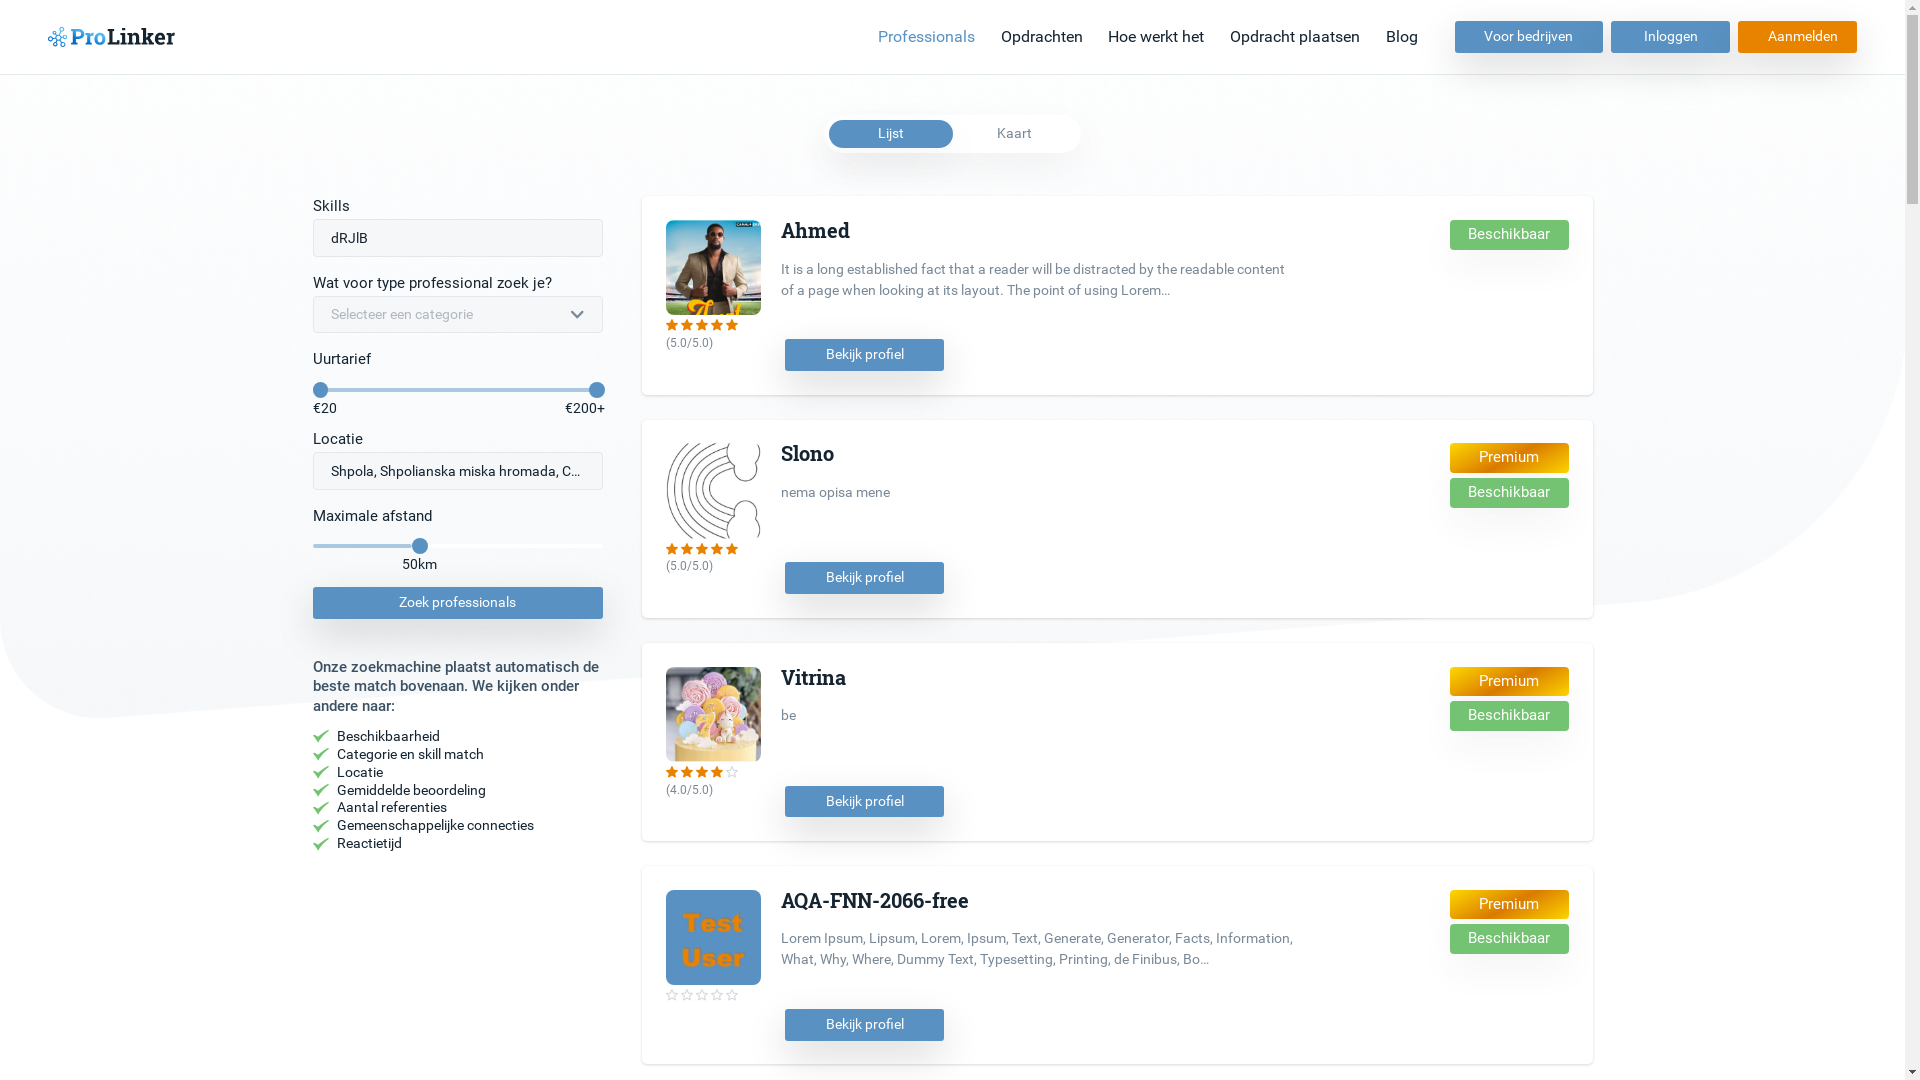 ProLinker
Professionals
Opdrachten
Hoe werkt het
Opdracht plaatsen
Blog
Voor bedrijven
Inloggen
Aanmelden
Lijst
Kaart
Skills
dRJlB
Wat voor type professional zoek je?
Selecteer een categorie
Uurtarief
€20
€200+
Locatie
Shpola, Shpolianska miska hromada, C...
Maximale afstand
50km
Zoek professionals
Onze zoekmachine plaatst automatisch de
beste match bovenaan. We kijken onder
andere naar:
Beschikbaarheid
Categorie en skill match
Locatie
Gemiddelde beoordeling
Aantal referenties
Gemeenschappelijke connecties
Reactietijd
Ahmed
It is a long established fact that a reader will be distracted by the readable content
of a page when looking at its layout. The point of using Lorem...
(5.0/5.0)
Bekijk profiel
Beschikbaar
Slono
nema opisa mene
(5.0/5.0)
Bekijk profiel
Premium
Beschikbaar
Vitrina
be
(4.0/5.0)
Bekijk profiel
Premium
Beschikbaar
Test
User
AQA-FNN-2066-free
Lorem Ipsum, Lipsum, Lorem, Ipsum, Text, Generate, Generator, Facts, Information,
What, Why, Where, Dummy Text, Typesetting, Printing, de Finibus, Bo...
Bekijk profiel
Premium
Beschikbaar